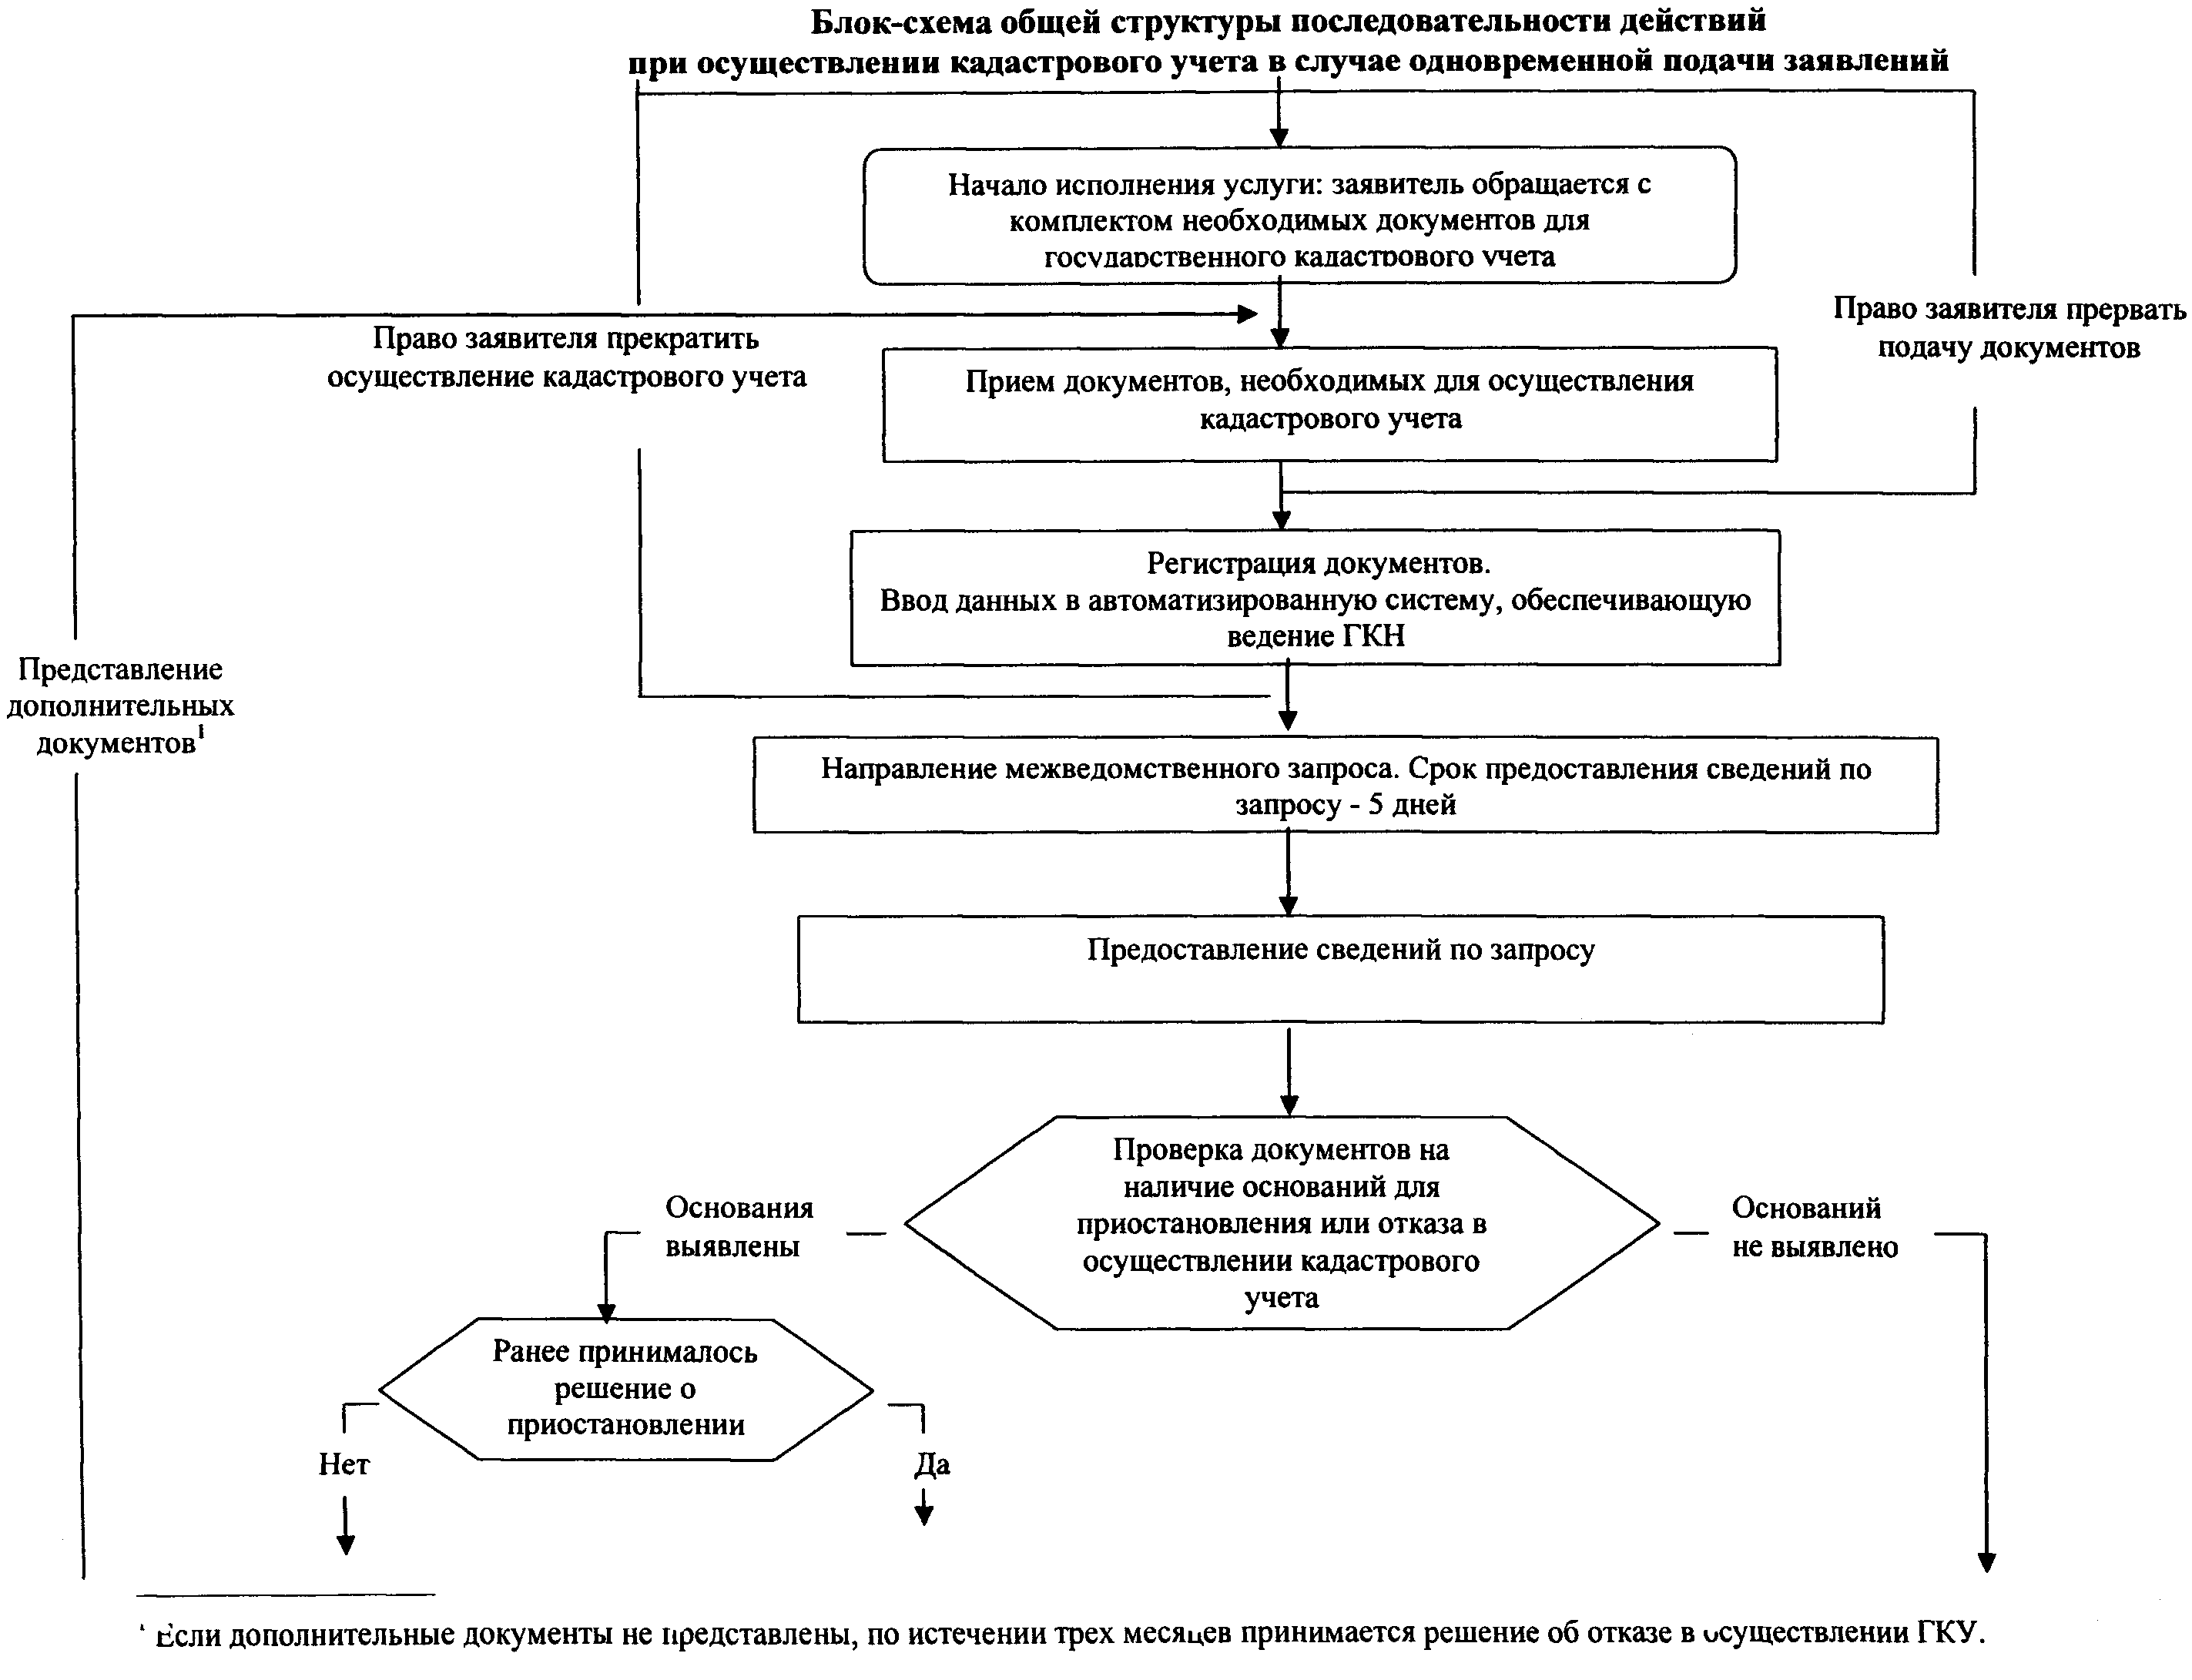 Блок-схема общей структуры последовательности действий
при осуществлении кадастрового учета в случае одновременной подачи заявлений
Начало исполнения услуги: заявитель обращается с
комплектом необходимых документов для
государственного кадастрового учета
Право заявителя прекратить
осуществление кадастрового учета
Право заявителя прервать
подачу документов
Прием документов, необходимых для осуществления
кадастрового учета
Регистрация документов.
Ввод данных в автоматизированную систему, обеспечивающую
ведение ГКН
Представление
дополнительных
документов¹
Направление межведомственного запроса. Срок предоставления сведений по
запросу - 5 дней
Предоставление сведений по запросу
Проверка документов на
наличие оснований для
приостановления или отказа в
осуществлении кадастрового
учета
Основания
выявлены
Оснований
не выявлено
Ранее принималось
решение о
приостановлении
Нет
Да
¹ Если дополнительные документы не представлены, по истечении трех месяцев принимается решение об отказе в осуществлении ГКУ.